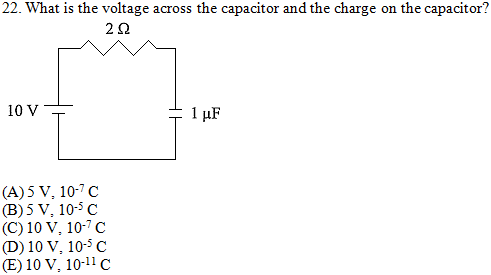 22. What is the voltage across the capacitor and the charge on the capacitor?
2 Ω
10 V
1 μF
(A) 5 V, 10⁻⁷ C
(B) 5 V, 10⁻⁵ C
(C) 10 V, 10⁻⁷ C
(D) 10 V, 10⁻⁵ C
(E) 10 V, 10⁻¹¹ C